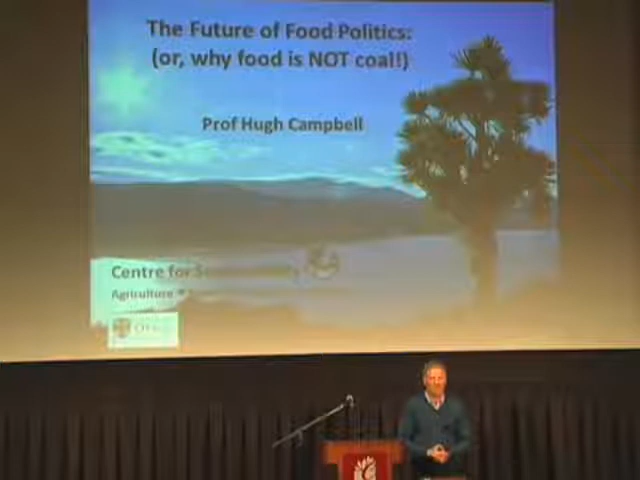 The Future of Food Politics:
(or, why food is NOT coal!)
Prof Hugh Campbell
Centre for
Agriculture